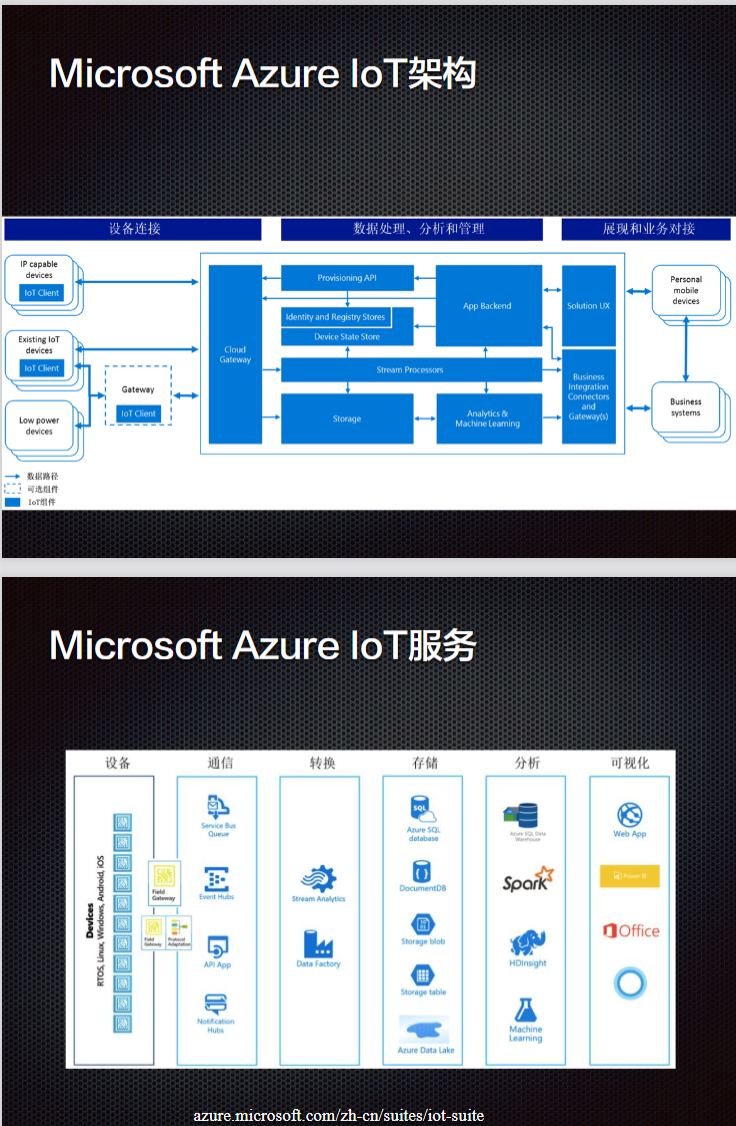 Microsoft Azure IoT架构
设备连接
数据处理、分析和管理
展现和业务对接
IP capable
devices
IoT Client
Existing IoT
devices
IoT Client
Low power
devices
Gateway
IoT Client
Cloud
Gateway
Provisioning API
Identity and Registry Stores
Device State Store
Stream Processors
Storage
App Backend
Analytics &
Machine Learning
Solution UX
Business
Integration
Connectors
and
Gateway(s)
Personal
mobile
devices
Business
systems
数据路径
可选组件
IoT组件
Microsoft Azure IoT服务
设备
通信
转换
存储
分析
可视化
Devices
RTOS, Linux, Windows, Android, iOS
Field
Gateway
Field
Gateway
Protocol
Adaptation
Service Bus
Queue
Event Hubs
API App
Notification
Hubs
Stream Analytics
Data Factory
SQL
Azure SQL
database
DocumentDB
Storage blob
Storage table
Azure Data Lake
Azure SQL Data
Warehouse
Spark
HDInsight
Machine
Learning
Web App
Power BI
Office
azure.microsoft.com/zh-cn/suites/iot-suite